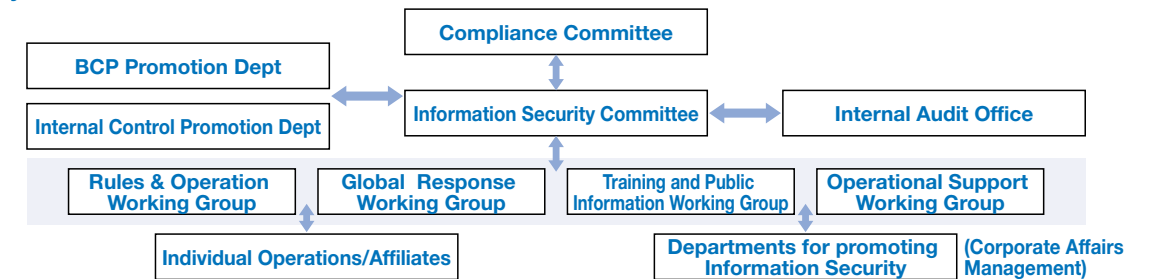 Compliance Committee
BCP Promotion Dept
Information Security Committee
Internal Audit Office
Internal Control Promotion Dept
Rules & Operation
Working Group
Global Response
Working Group
Training and Public
Information Working Group
Operational Support
Working Group
Individual Operations/Affiliates
Departments for promoting
Information Security
(Corporate Affairs
Management)